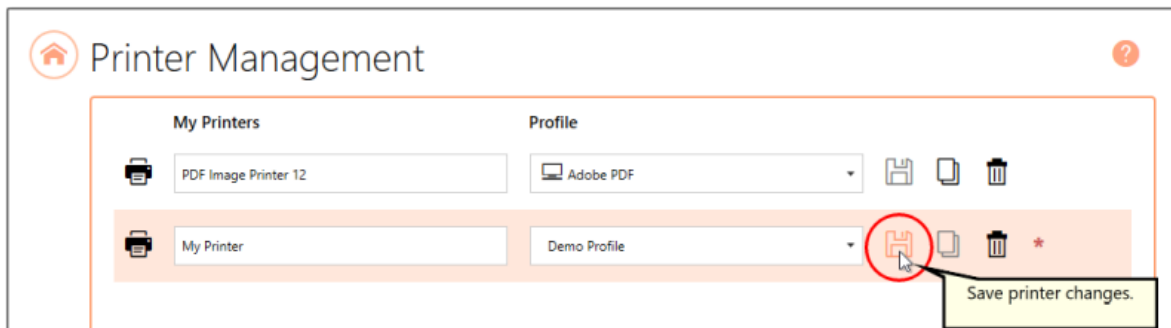 Printer Management
?
My Printers Profile
PDF Image Printer 12 Adobe PDF
My Printer Demo Profile *
Save printer changes.